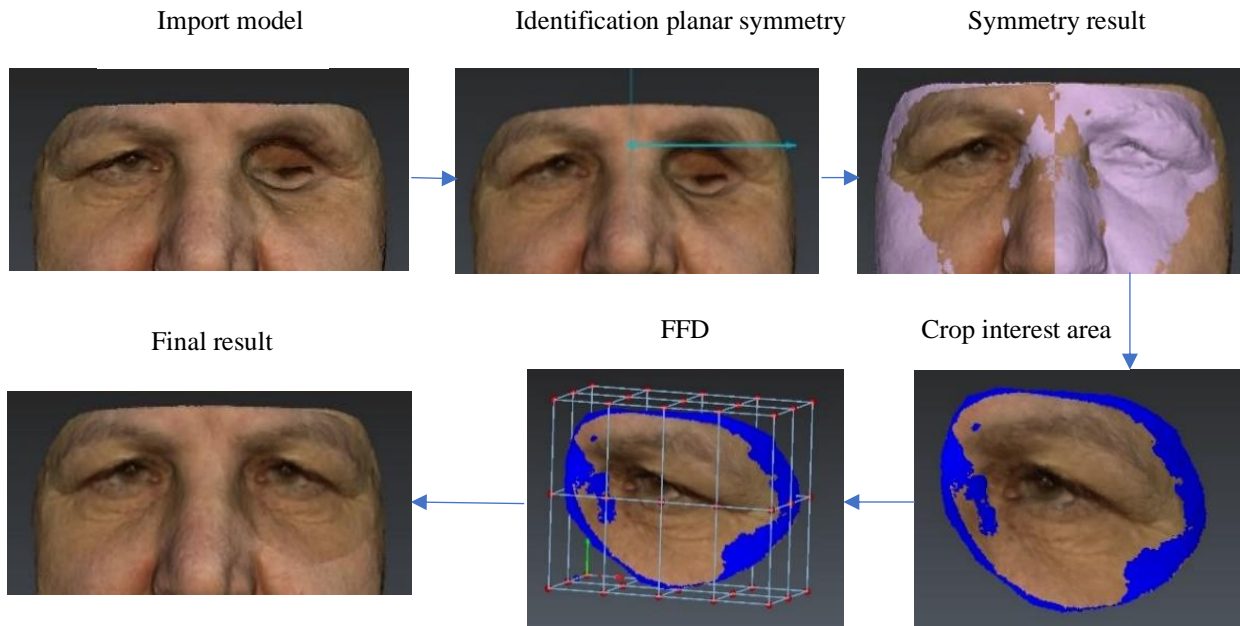 Import model
Identification planar symmetry
Symmetry result
Final result
FFD
Crop interest area